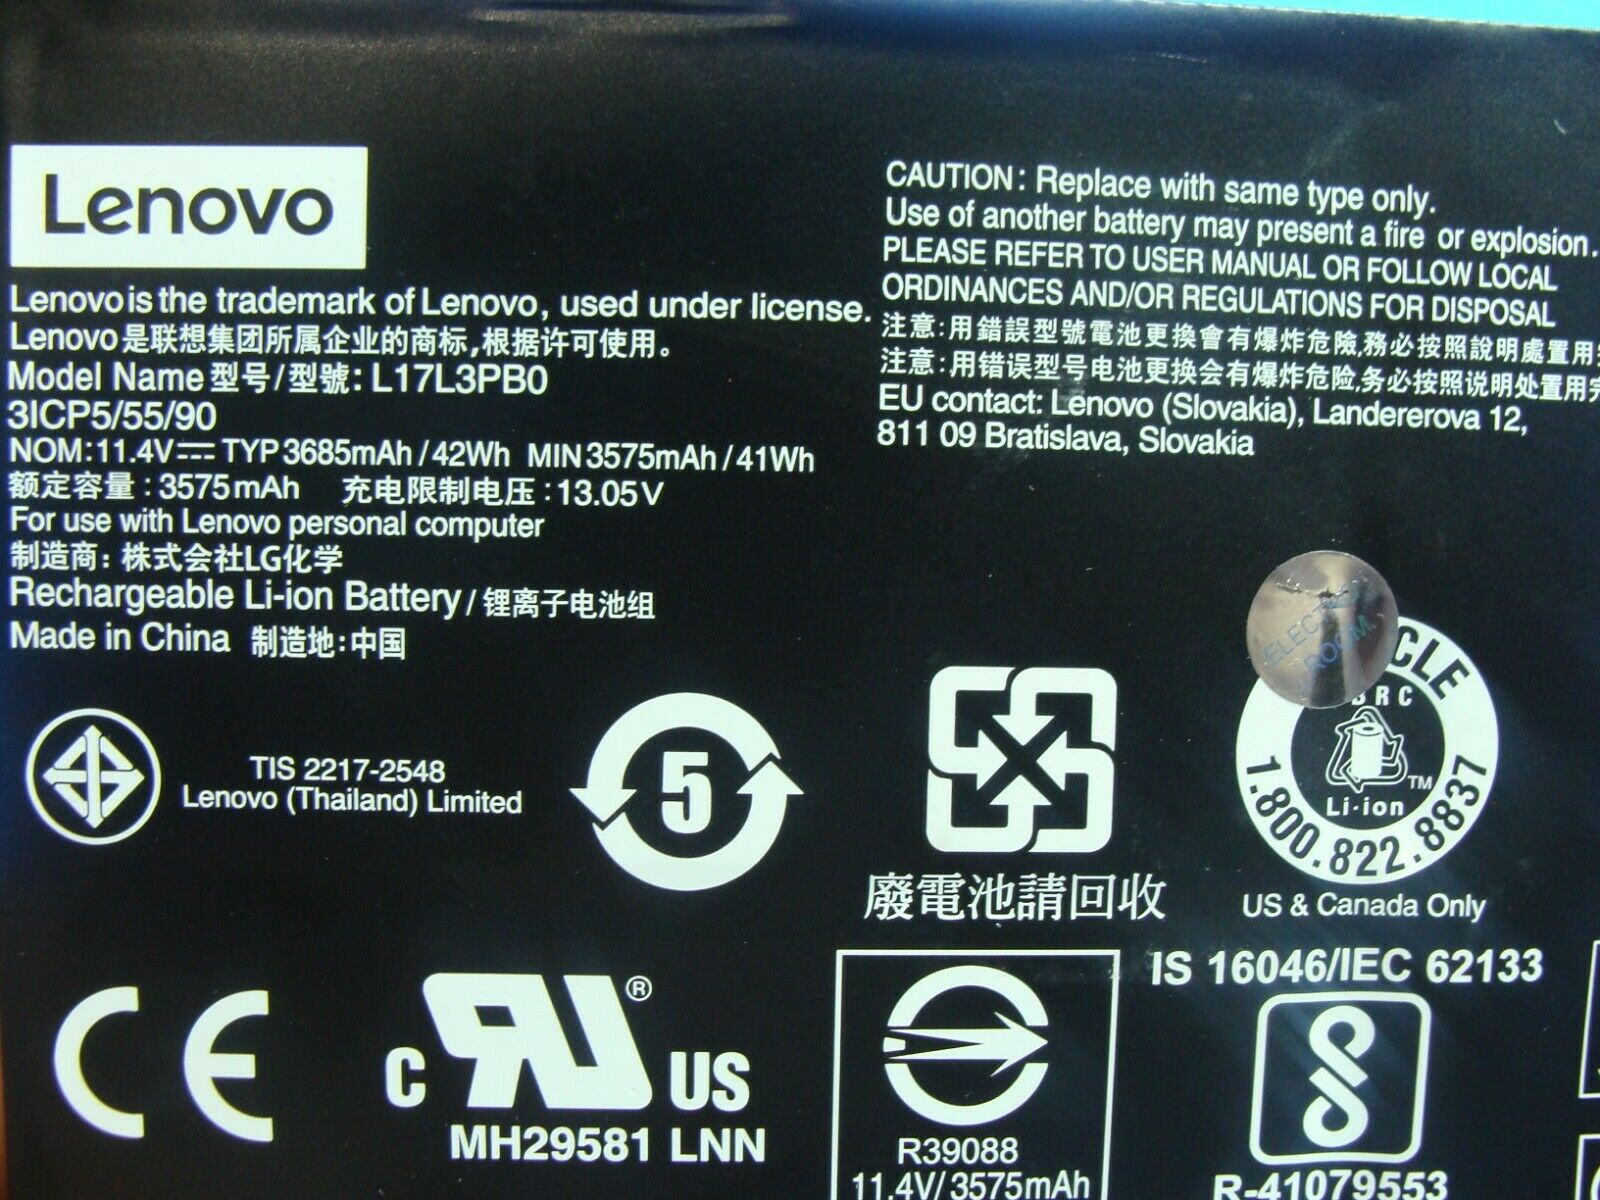 Lenovo
Lenovo is the trademark of Lenovo, used under license.
Lenovo是联想集团所属企业的商标,根据许可使用。
Model Name 型号/型號: L17L3PB0
3ICP5/55/90
NOM:11.4V⎓ TYP 3685mAh/42Wh MIN 3575mAh/41Wh
额定容量:3575mAh 充电限制电压:13.05V
For use with Lenovo personal computer
制造商: 株式会社LG化学
Rechargeable Li-ion Battery/锂离子电池组
Made in China 制造地:中国
CAUTION: Replace with same type only.
Use of another battery may present a fire or explosion.
PLEASE REFER TO USER MANUAL OR FOLLOW LOCAL
ORDINANCES AND/OR REGULATIONS FOR DISPOSAL
注意:用錯誤型號電池更換會有爆炸危險,務必按照說明處置用
注意:用错误型号电池更换会有爆炸危险,务必按照说明处置用完
EU contact: Lenovo (Slovakia), Landererova 12,
811 09 Bratislava, Slovakia
TIS 2217-2548
Lenovo (Thailand) Limited
5
廢電池請回收
ROOM
CLE
BRC
TM
Li-ion
1.800.822.8837
US & Canada Only
CE
C UL ® US
MH29581 LNN
R39088
11.4V/3575mAh
IS 16046/IEC 62133
R-41079553